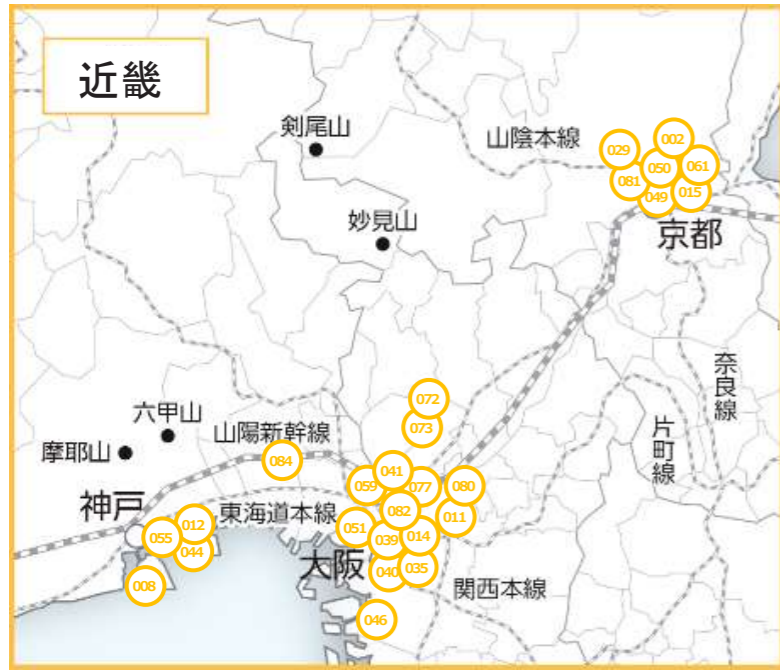 近畿
剣尾山
山陰本線
029
002
050
061
081
049
015
京都
妙見山
奈良線
072
073
六甲山
山陽新幹線
片町線
摩耶山
084
041
059
077
080
神戸
012
東海道本線
082
011
055
051
044
039
014
大阪
040
035
関西本線
008
046